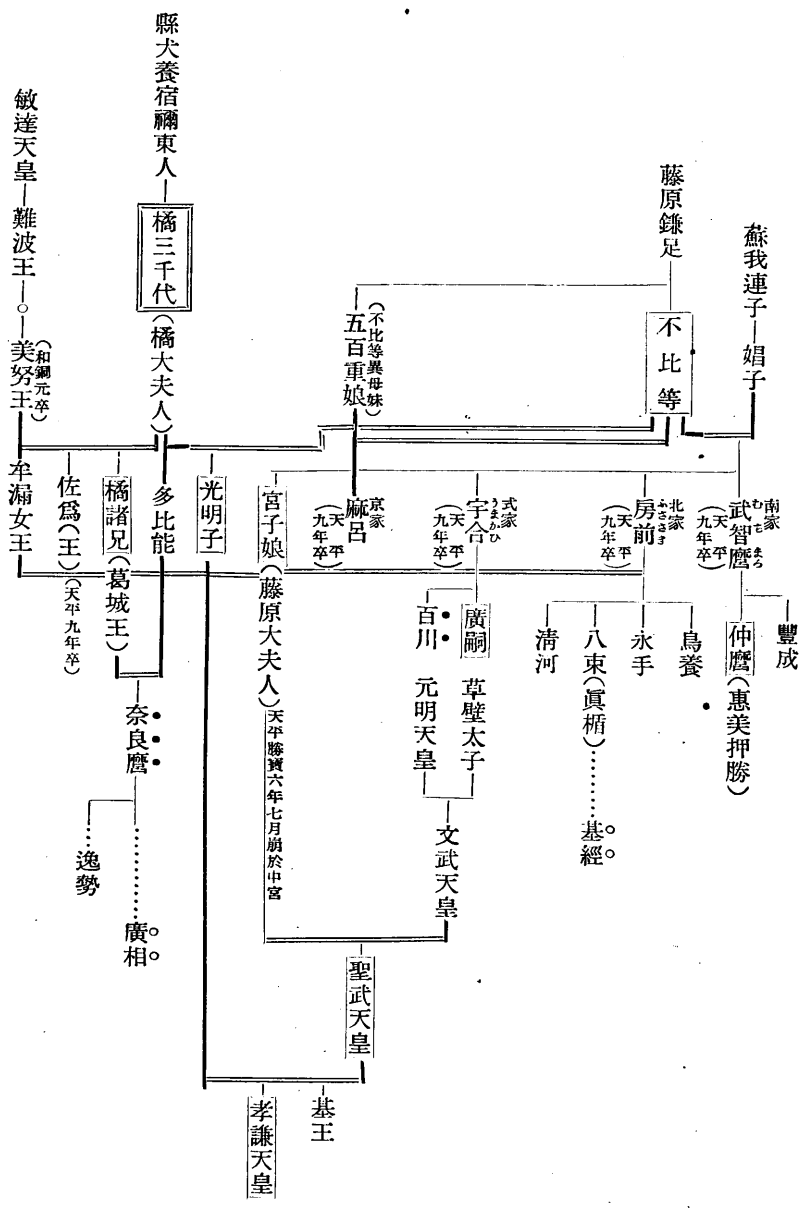 蘇我連子―娼子
藤原鎌足
不比等
(不比等異母妹)
五百重娘
縣犬養宿禰東人―橘三千代(橘大夫人)
敏達天皇―難波王―○―美努王
(和銅元卒)
南家
武智麿
むちまろ
(天平九年卒)
北家
房前
ふささき
(天平九年卒)
式家
宇合
うまかひ
(天平九年卒)
京家
麻呂
(天平九年卒)
宮子娘(藤原大夫人)天平勝寶六年七月崩於中宮
光明子
多比能
橘諸兄(葛城王)
佐爲(王)(天平九年卒)
牟漏女王
豐成
仲麿(惠美押勝)
鳥養
永手
八束(眞楯)………基經
淸河
廣嗣
百川
草壁太子
元明天皇
文武天皇
奈良麿
廣相
逸勢
聖武天皇
基王
孝謙天皇